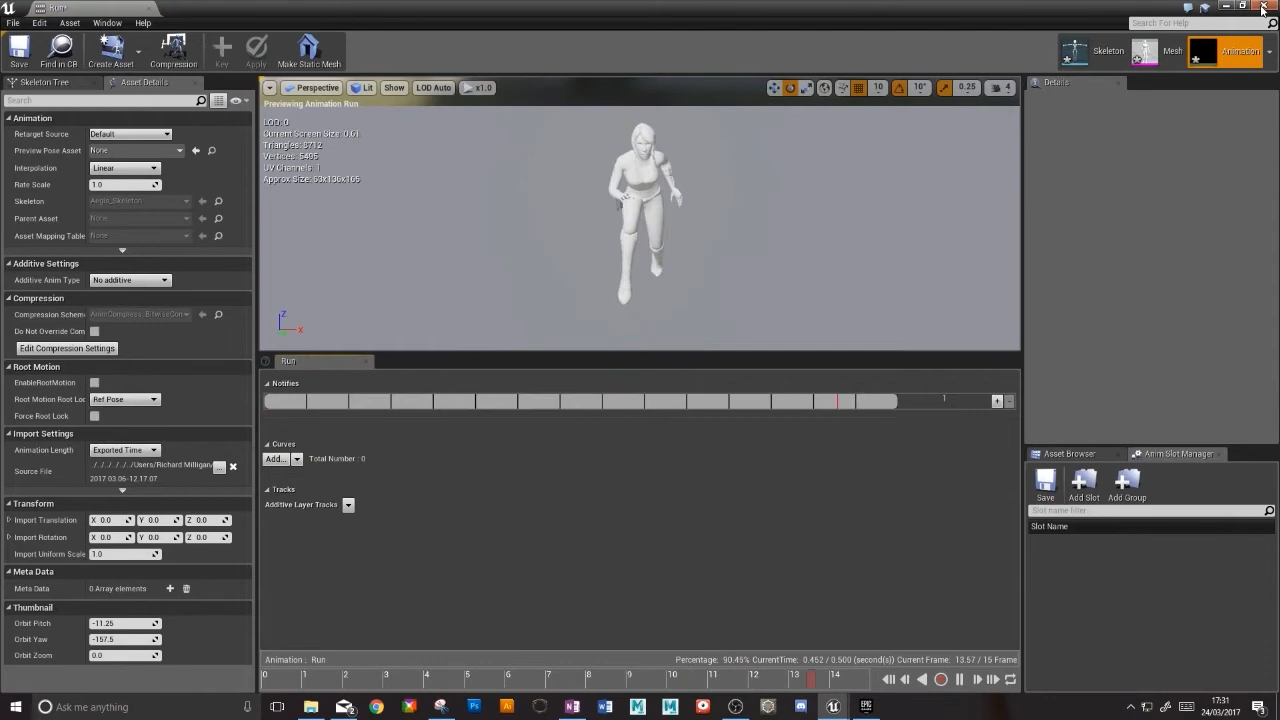 Run*
File Edit Asset Window Help
Search For Help
Save Find in CB Create Asset Compression Key Apply Make Static Mesh
Skeleton Mesh Animation
Skeleton Tree Asset Details
Search
Animation
Retarget Source Default
Preview Pose Asset None
Interpolation Linear
Rate Scale 1.0
Skeleton Aegis_Skeleton
Parent Asset None
Asset Mapping Table None
Additive Settings
Additive Anim Type No additive
Compression
Compression Scheme AnimCompress_BitwiseCom
Do Not Override Com
Edit Compression Settings
Root Motion
EnableRootMotion
Root Motion Root Loc Ref Pose
Force Root Lock
Import Settings
Animation Length Exported Time
Source File ../../../../../Users/Richard Milligan/ ...
2017.03.06-12.17.07
Transform
Import Translation X 0.0 Y 0.0 Z 0.0
Import Rotation X 0.0 Y 0.0 Z 0.0
Import Uniform Scale 1.0
Meta Data
Meta Data 0 Array elements
Thumbnail
Orbit Pitch -11.25
Orbit Yaw -157.5
Orbit Zoom 0.0
Perspective Lit Show LOD Auto x1.0 10 10° 0.25 4
Previewing Animation Run
LOD: 0
Current Screen Size: 0.61
Triangles: 8712
Vertices: 5405
UV Channels: 1
Approx Size: 63x136x165
Z
X
Run
Notifies
1
Curves
Add... Total Number : 0
Tracks
Additive Layer Tracks
Animation : Run Percentage: 90.45% CurrentTime: 0.452 / 0.500 (second(s)) Current Frame: 13.57 / 15 Frame
0 1 2 3 4 5 6 7 8 9 10 11 12 13 14
Details
Asset Browser Anim Slot Manager
Save Add Slot Add Group
Slot name filter
Slot Name
Ask me anything
17:31
24/03/2017